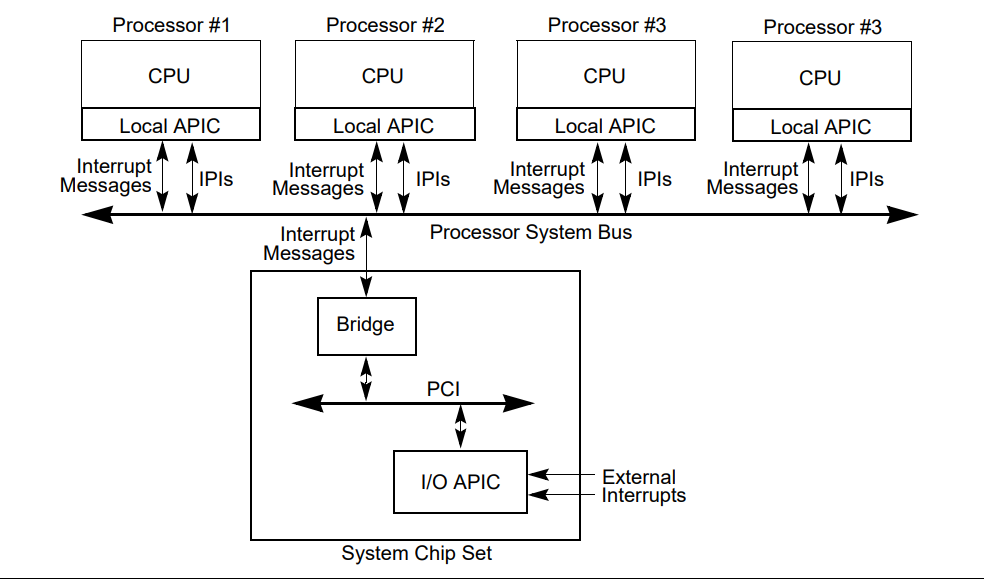 Processor #1
Processor #2
Processor #3
Processor #3
CPU
CPU
CPU
CPU
Local APIC
Local APIC
Local APIC
Local APIC
Interrupt
Messages
IPIs
Interrupt
Messages
IPIs
Interrupt
Messages
IPIs
Interrupt
Messages
IPIs
Processor System Bus
Interrupt
Messages
Bridge
PCI
I/O APIC
External
Interrupts
System Chip Set